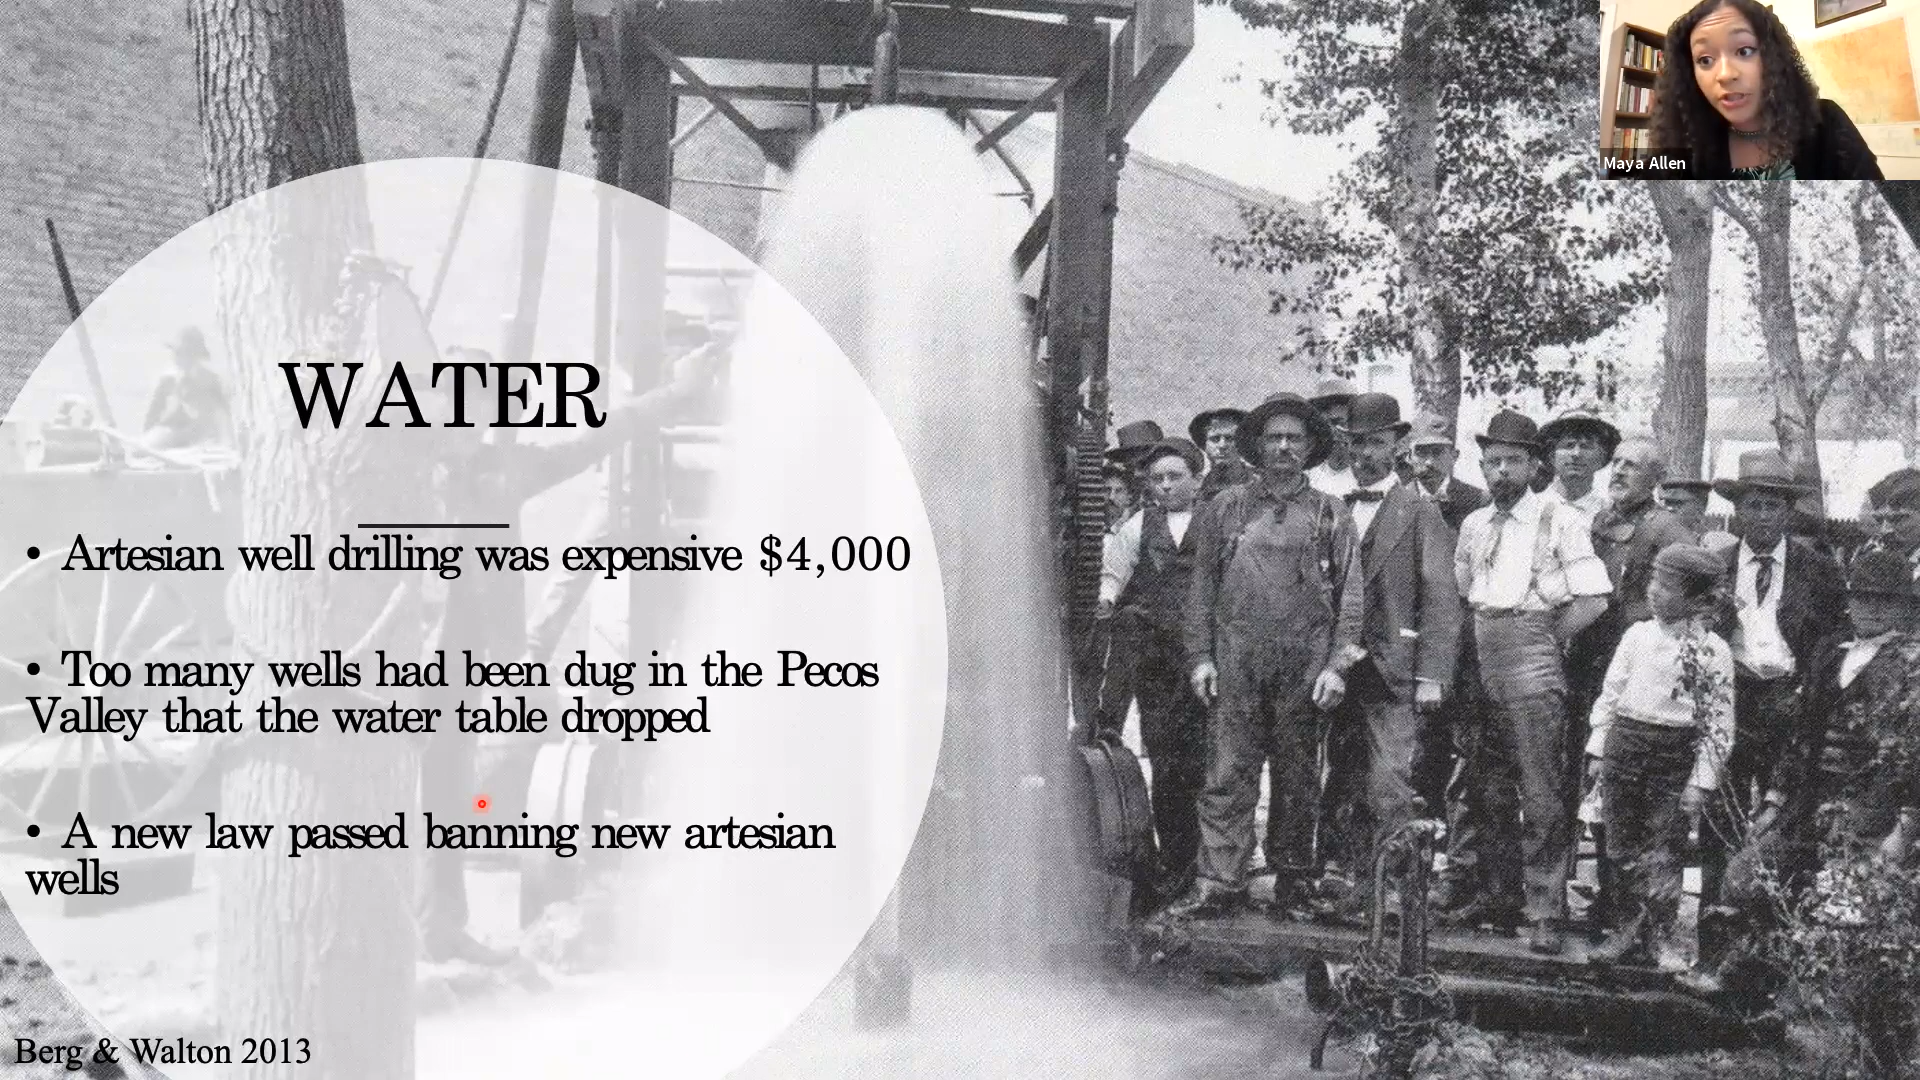 Maya Allen
WATER
• Artesian well drilling was expensive $4,000
• Too many wells had been dug in the Pecos
Valley that the water table dropped
• A new law passed banning new artesian
wells
Berg & Walton 2013